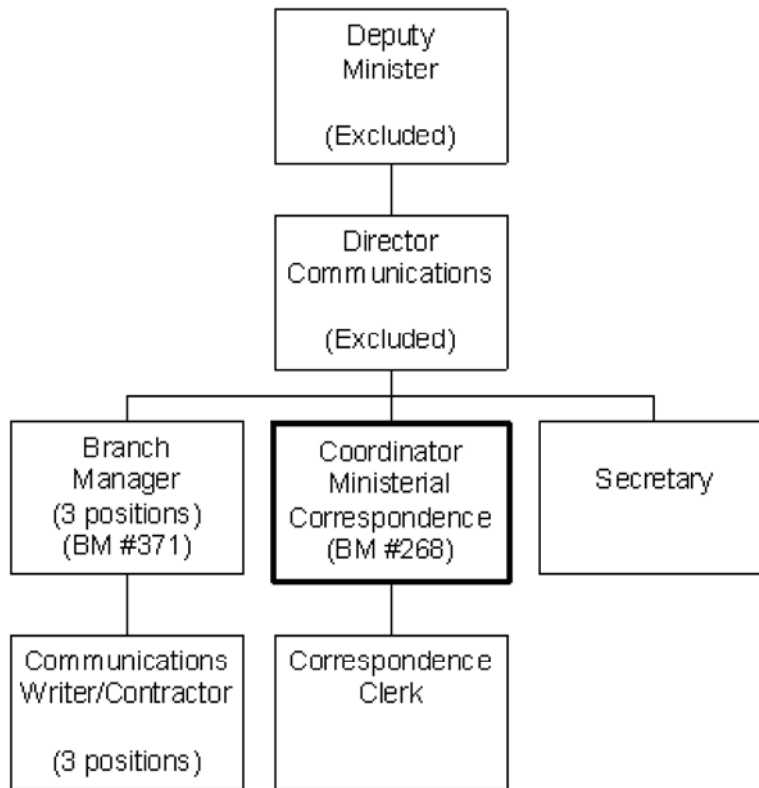 Deputy
Minister
(Excluded)
Director
Communications
(Excluded)
Branch
Manager
(3 positions)
(BM #371)
Coordinator
Ministerial
Correspondence
(BM #268)
Secretary
Communications
Writer/Contractor
(3 positions)
Correspondence
Clerk